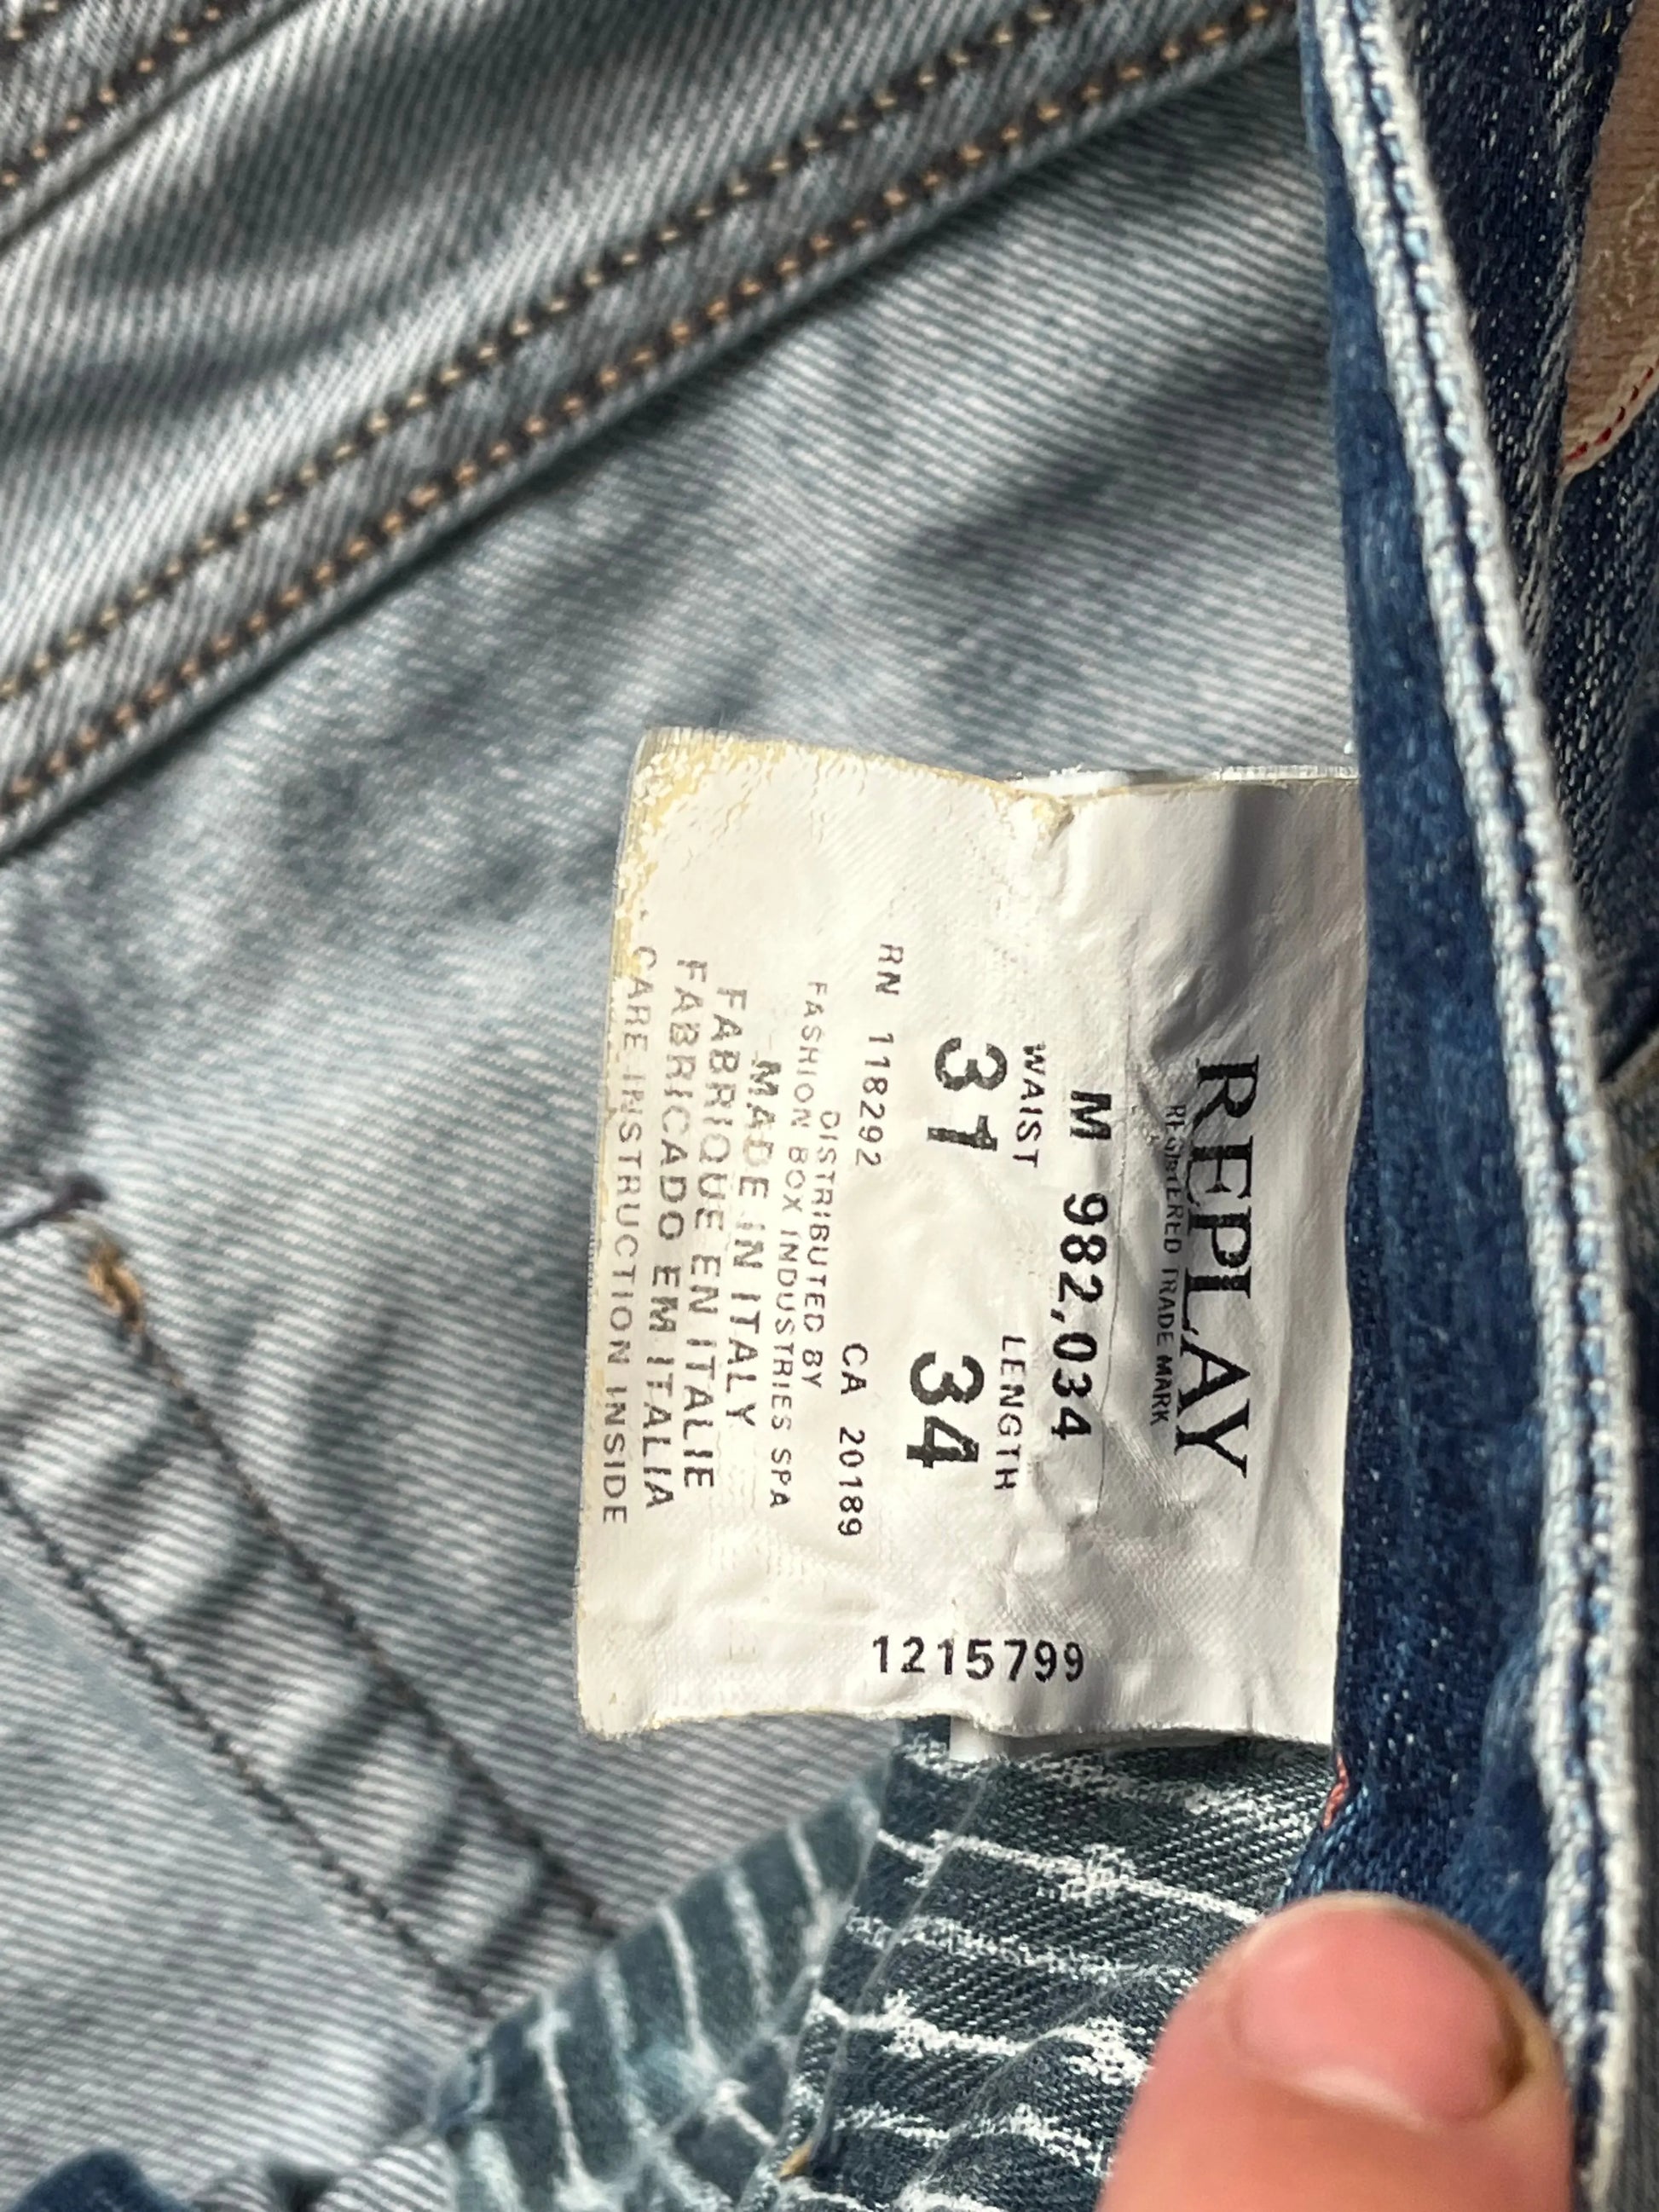 REPLAY
REGISTERED TRADE MARK
M 982,034
WAIST LENGTH
31 34
RN 118292 CA 20189
DISTRIBUTED BY
FASHION BOX INDUSTRIES SPA
MADE IN ITALY
FABRIQUE EN ITALIE
FABRICADO EM ITALIA
CARE INSTRUCTION INSIDE
1215799